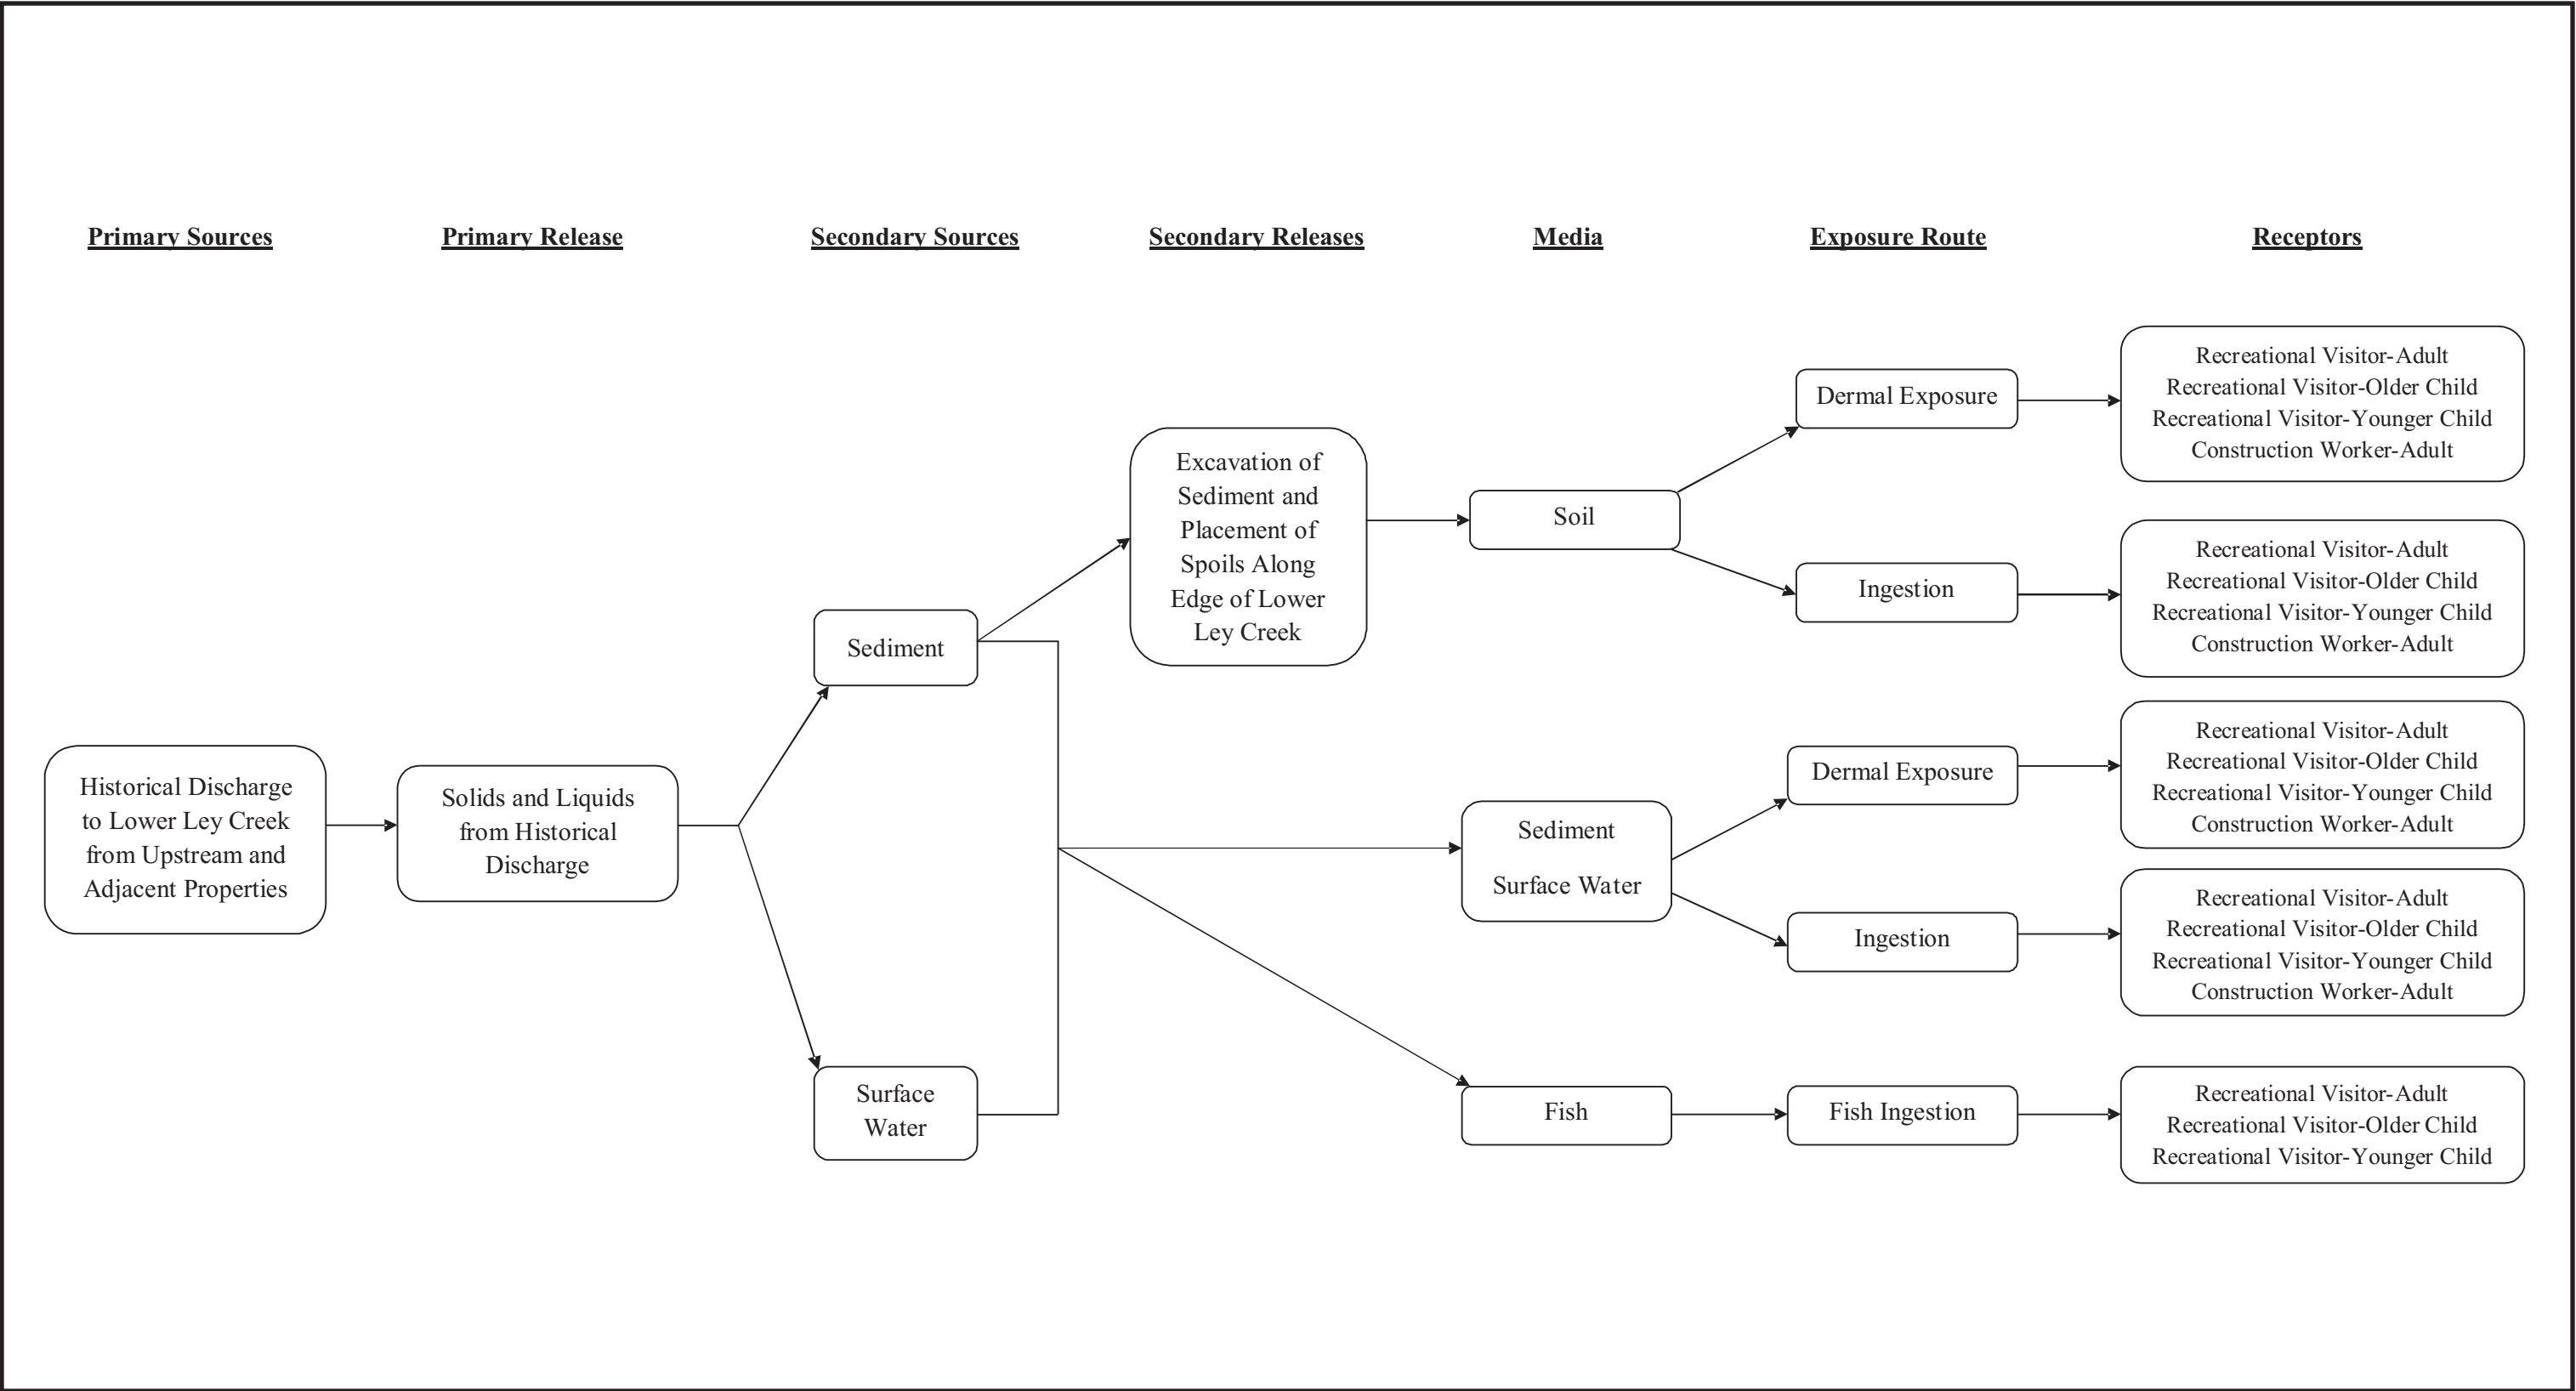 Primary Sources
Primary Release
Secondary Sources
Secondary Releases
Media
Exposure Route
Receptors
Historical Discharge
to Lower Ley Creek
from Upstream and
Adjacent Properties
Solids and Liquids
from Historical
Discharge
Sediment
Surface
Water
Excavation of
Sediment and
Placement of
Spoils Along
Edge of Lower
Ley Creek
Soil
Sediment
Surface Water
Fish
Dermal Exposure
Ingestion
Dermal Exposure
Ingestion
Fish Ingestion
Recreational Visitor-Adult
Recreational Visitor-Older Child
Recreational Visitor-Younger Child
Construction Worker-Adult
Recreational Visitor-Adult
Recreational Visitor-Older Child
Recreational Visitor-Younger Child
Construction Worker-Adult
Recreational Visitor-Adult
Recreational Visitor-Older Child
Recreational Visitor-Younger Child
Construction Worker-Adult
Recreational Visitor-Adult
Recreational Visitor-Older Child
Recreational Visitor-Younger Child
Construction Worker-Adult
Recreational Visitor-Adult
Recreational Visitor-Older Child
Recreational Visitor-Younger Child